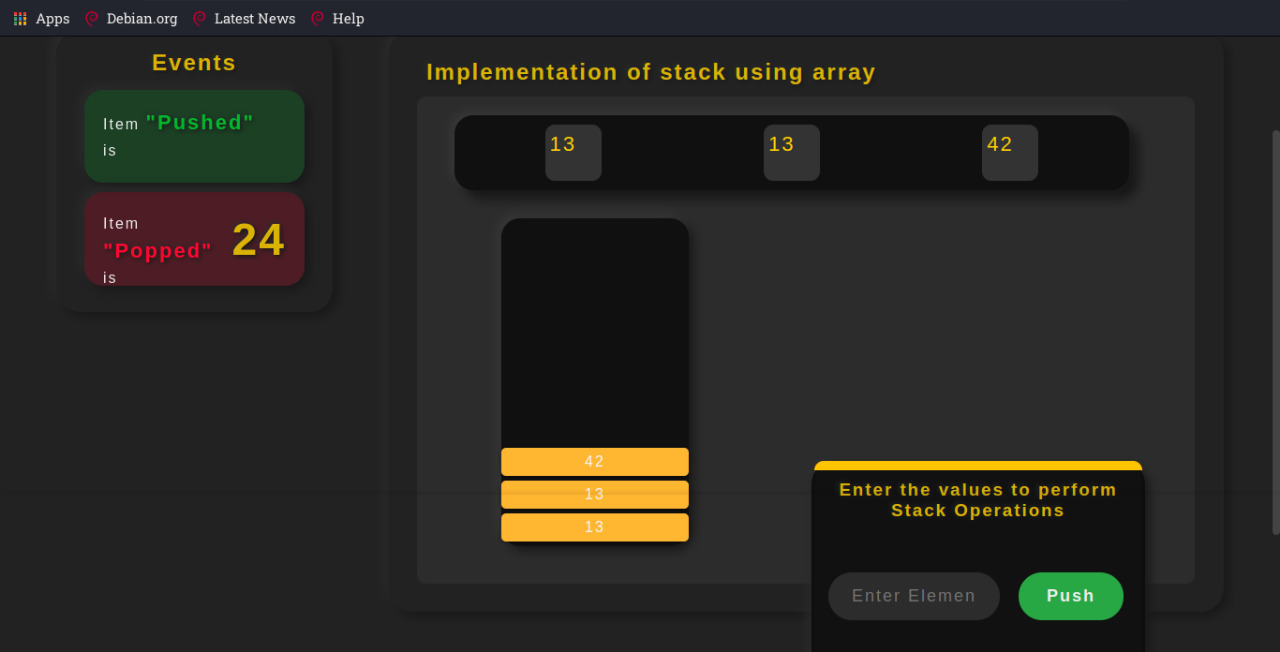 Apps Debian.org Latest News Help
Events
Item "Pushed"
is
Item
"Popped"
is
24
Implementation of stack using array
13 13 42
42
13
13
Enter the values to perform
Stack Operations
Enter Elemen Push